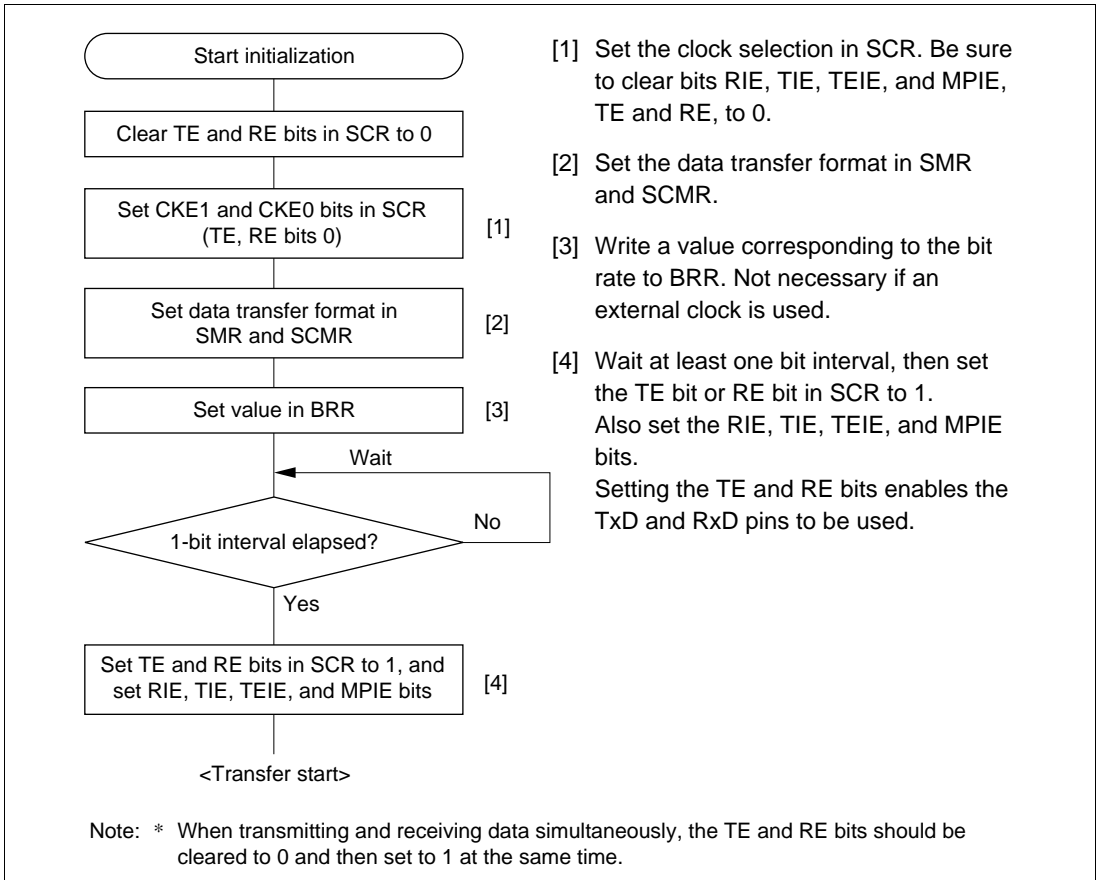 Start initialization
Clear TE and RE bits in SCR to 0
Set CKE1 and CKE0 bits in SCR
(TE, RE bits 0)
[1]
Set data transfer format in
SMR and SCMR
[2]
Set value in BRR
[3]
Wait
No
1-bit interval elapsed?
Yes
Set TE and RE bits in SCR to 1, and
set RIE, TIE, TEIE, and MPIE bits
[4]
<Transfer start>
[1] Set the clock selection in SCR. Be sure
to clear bits RIE, TIE, TEIE, and MPIE,
TE and RE, to 0.
[2] Set the data transfer format in SMR
and SCMR.
[3] Write a value corresponding to the bit
rate to BRR. Not necessary if an
external clock is used.
[4] Wait at least one bit interval, then set
the TE bit or RE bit in SCR to 1.
Also set the RIE, TIE, TEIE, and MPIE
bits.
Setting the TE and RE bits enables the
TxD and RxD pins to be used.
Note: * When transmitting and receiving data simultaneously, the TE and RE bits should be
cleared to 0 and then set to 1 at the same time.